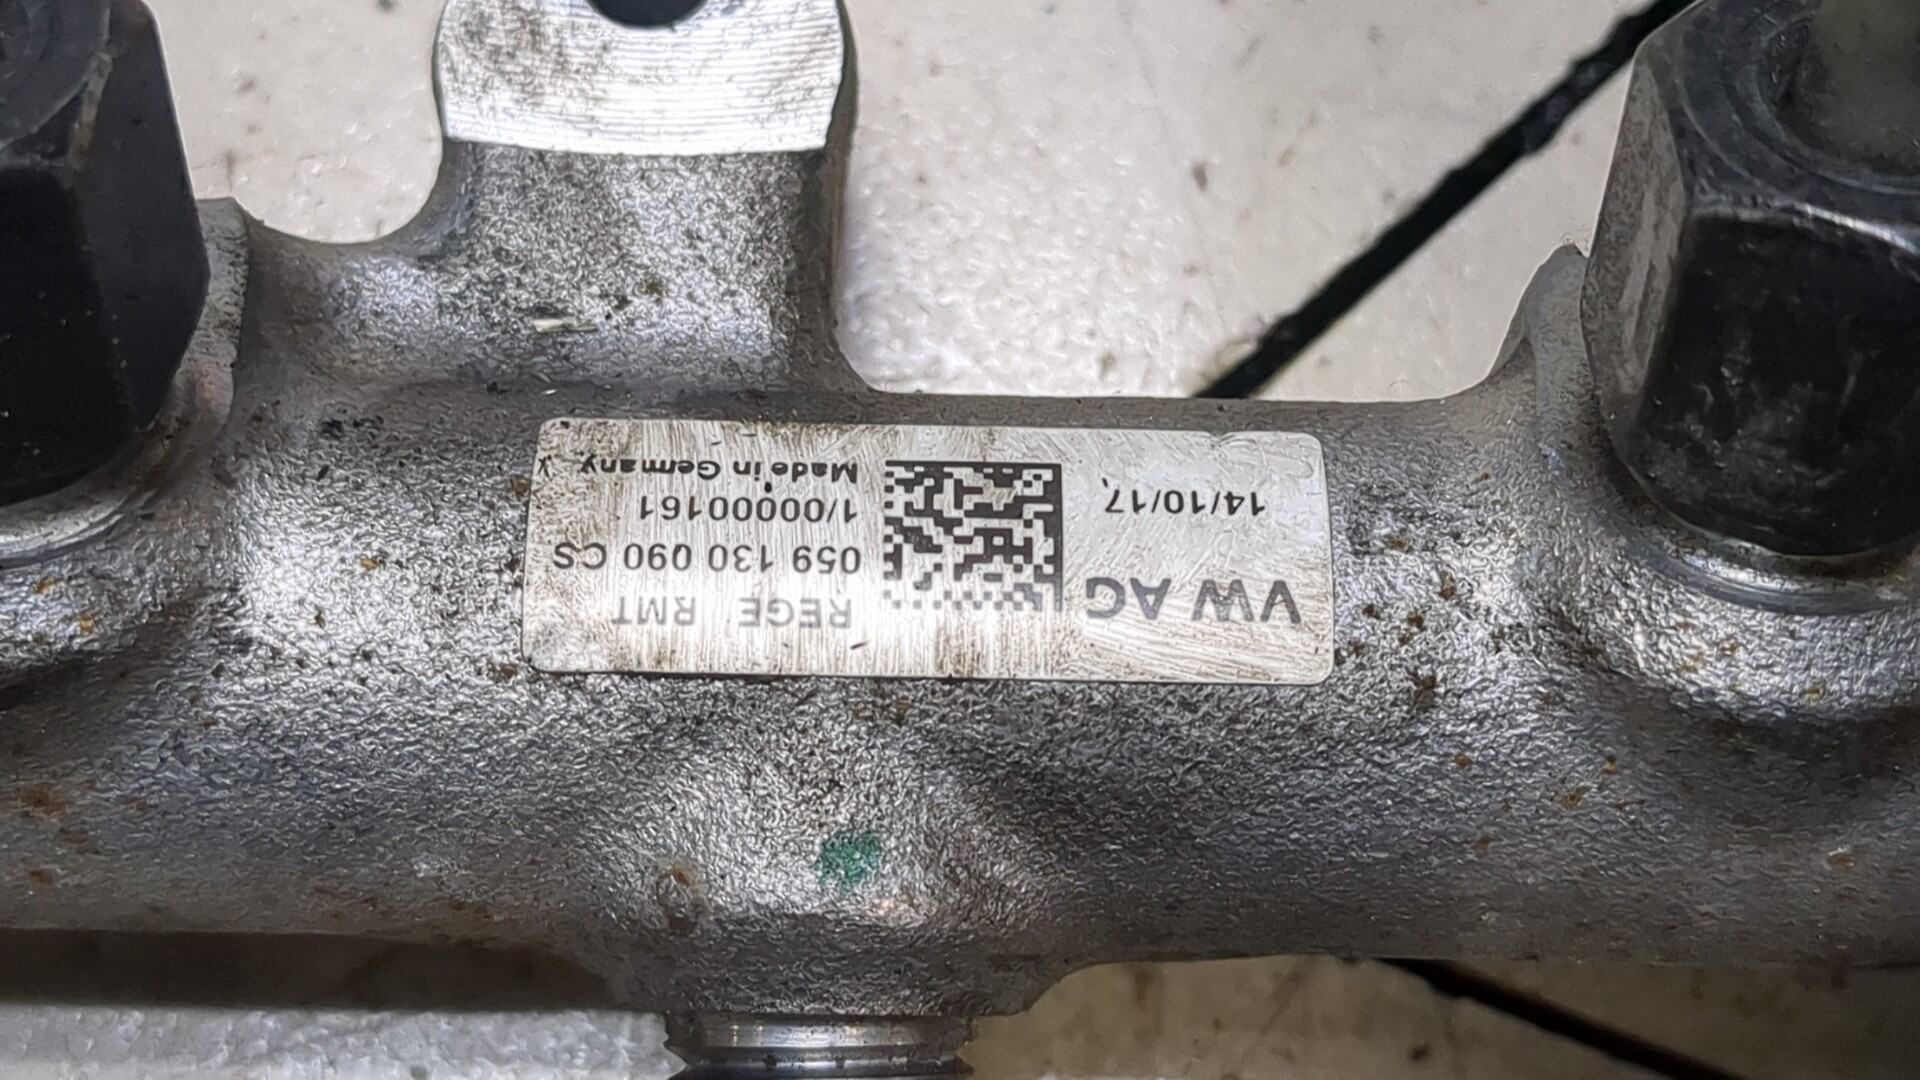 VW AG
14/10/17
REGE RMT
059 130 090 CS
1/00000161
Made in Germany